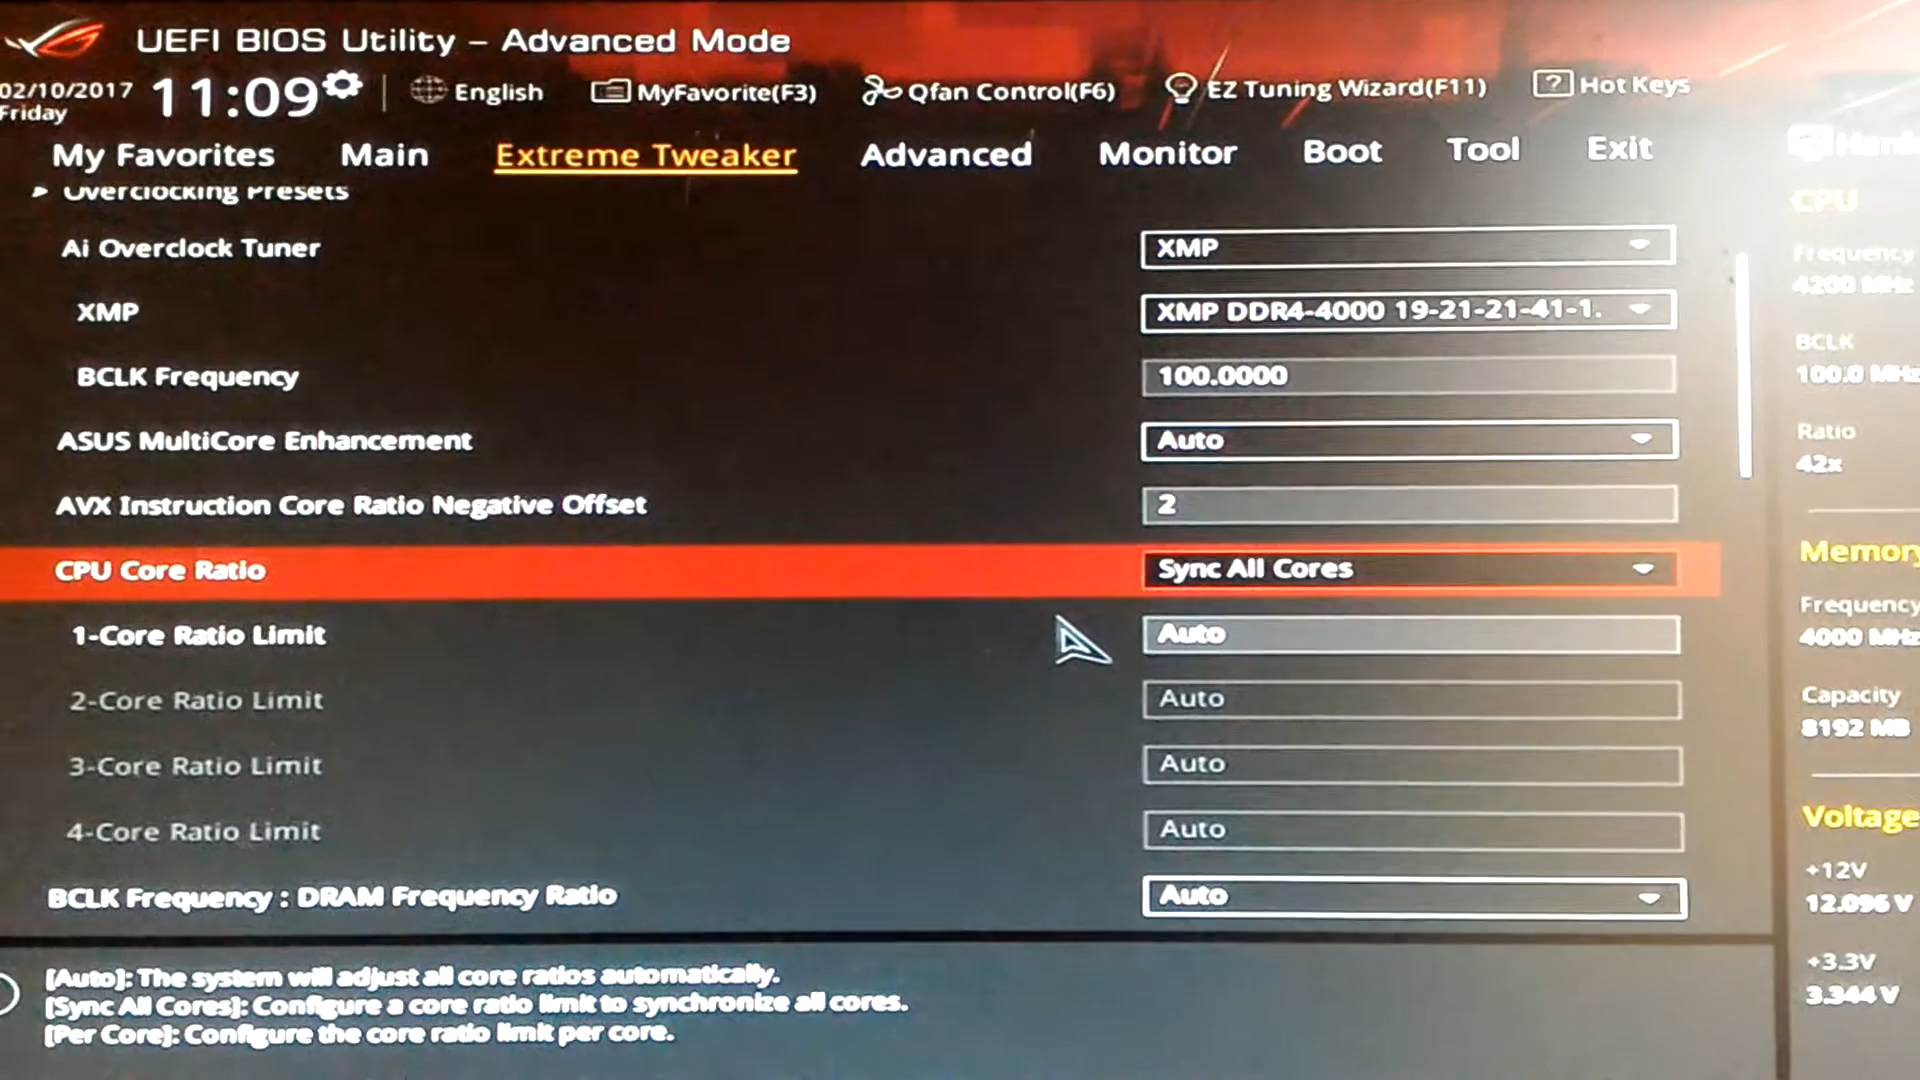 UEFI BIOS Utility – Advanced Mode
02/10/2017
Friday
11:09
English
MyFavorite(F3)
Qfan Control(F6)
EZ Tuning Wizard(F11)
? Hot Keys
My Favorites
Main
Extreme Tweaker
Advanced
Monitor
Boot
Tool
Exit
Overclocking Presets
Ai Overclock Tuner
XMP
XMP
XMP DDR4-4000 19-21-21-41-1.
BCLK Frequency
100.0000
ASUS MultiCore Enhancement
Auto
AVX Instruction Core Ratio Negative Offset
2
CPU Core Ratio
Sync All Cores
1-Core Ratio Limit
Auto
2-Core Ratio Limit
Auto
3-Core Ratio Limit
Auto
4-Core Ratio Limit
Auto
BCLK Frequency : DRAM Frequency Ratio
Auto
[Auto]: The system will adjust all core ratios automatically.
[Sync All Cores]: Configure a core ratio limit to synchronize all cores.
[Per Core]: Configure the core ratio limit per core.
CPU
Frequency
4200 MHz
BCLK
100.0 MHz
Ratio
42x
Memory
Frequency
4000 MHz
Capacity
8192 MB
Voltage
+12V
12.096 V
+3.3V
3.344 V